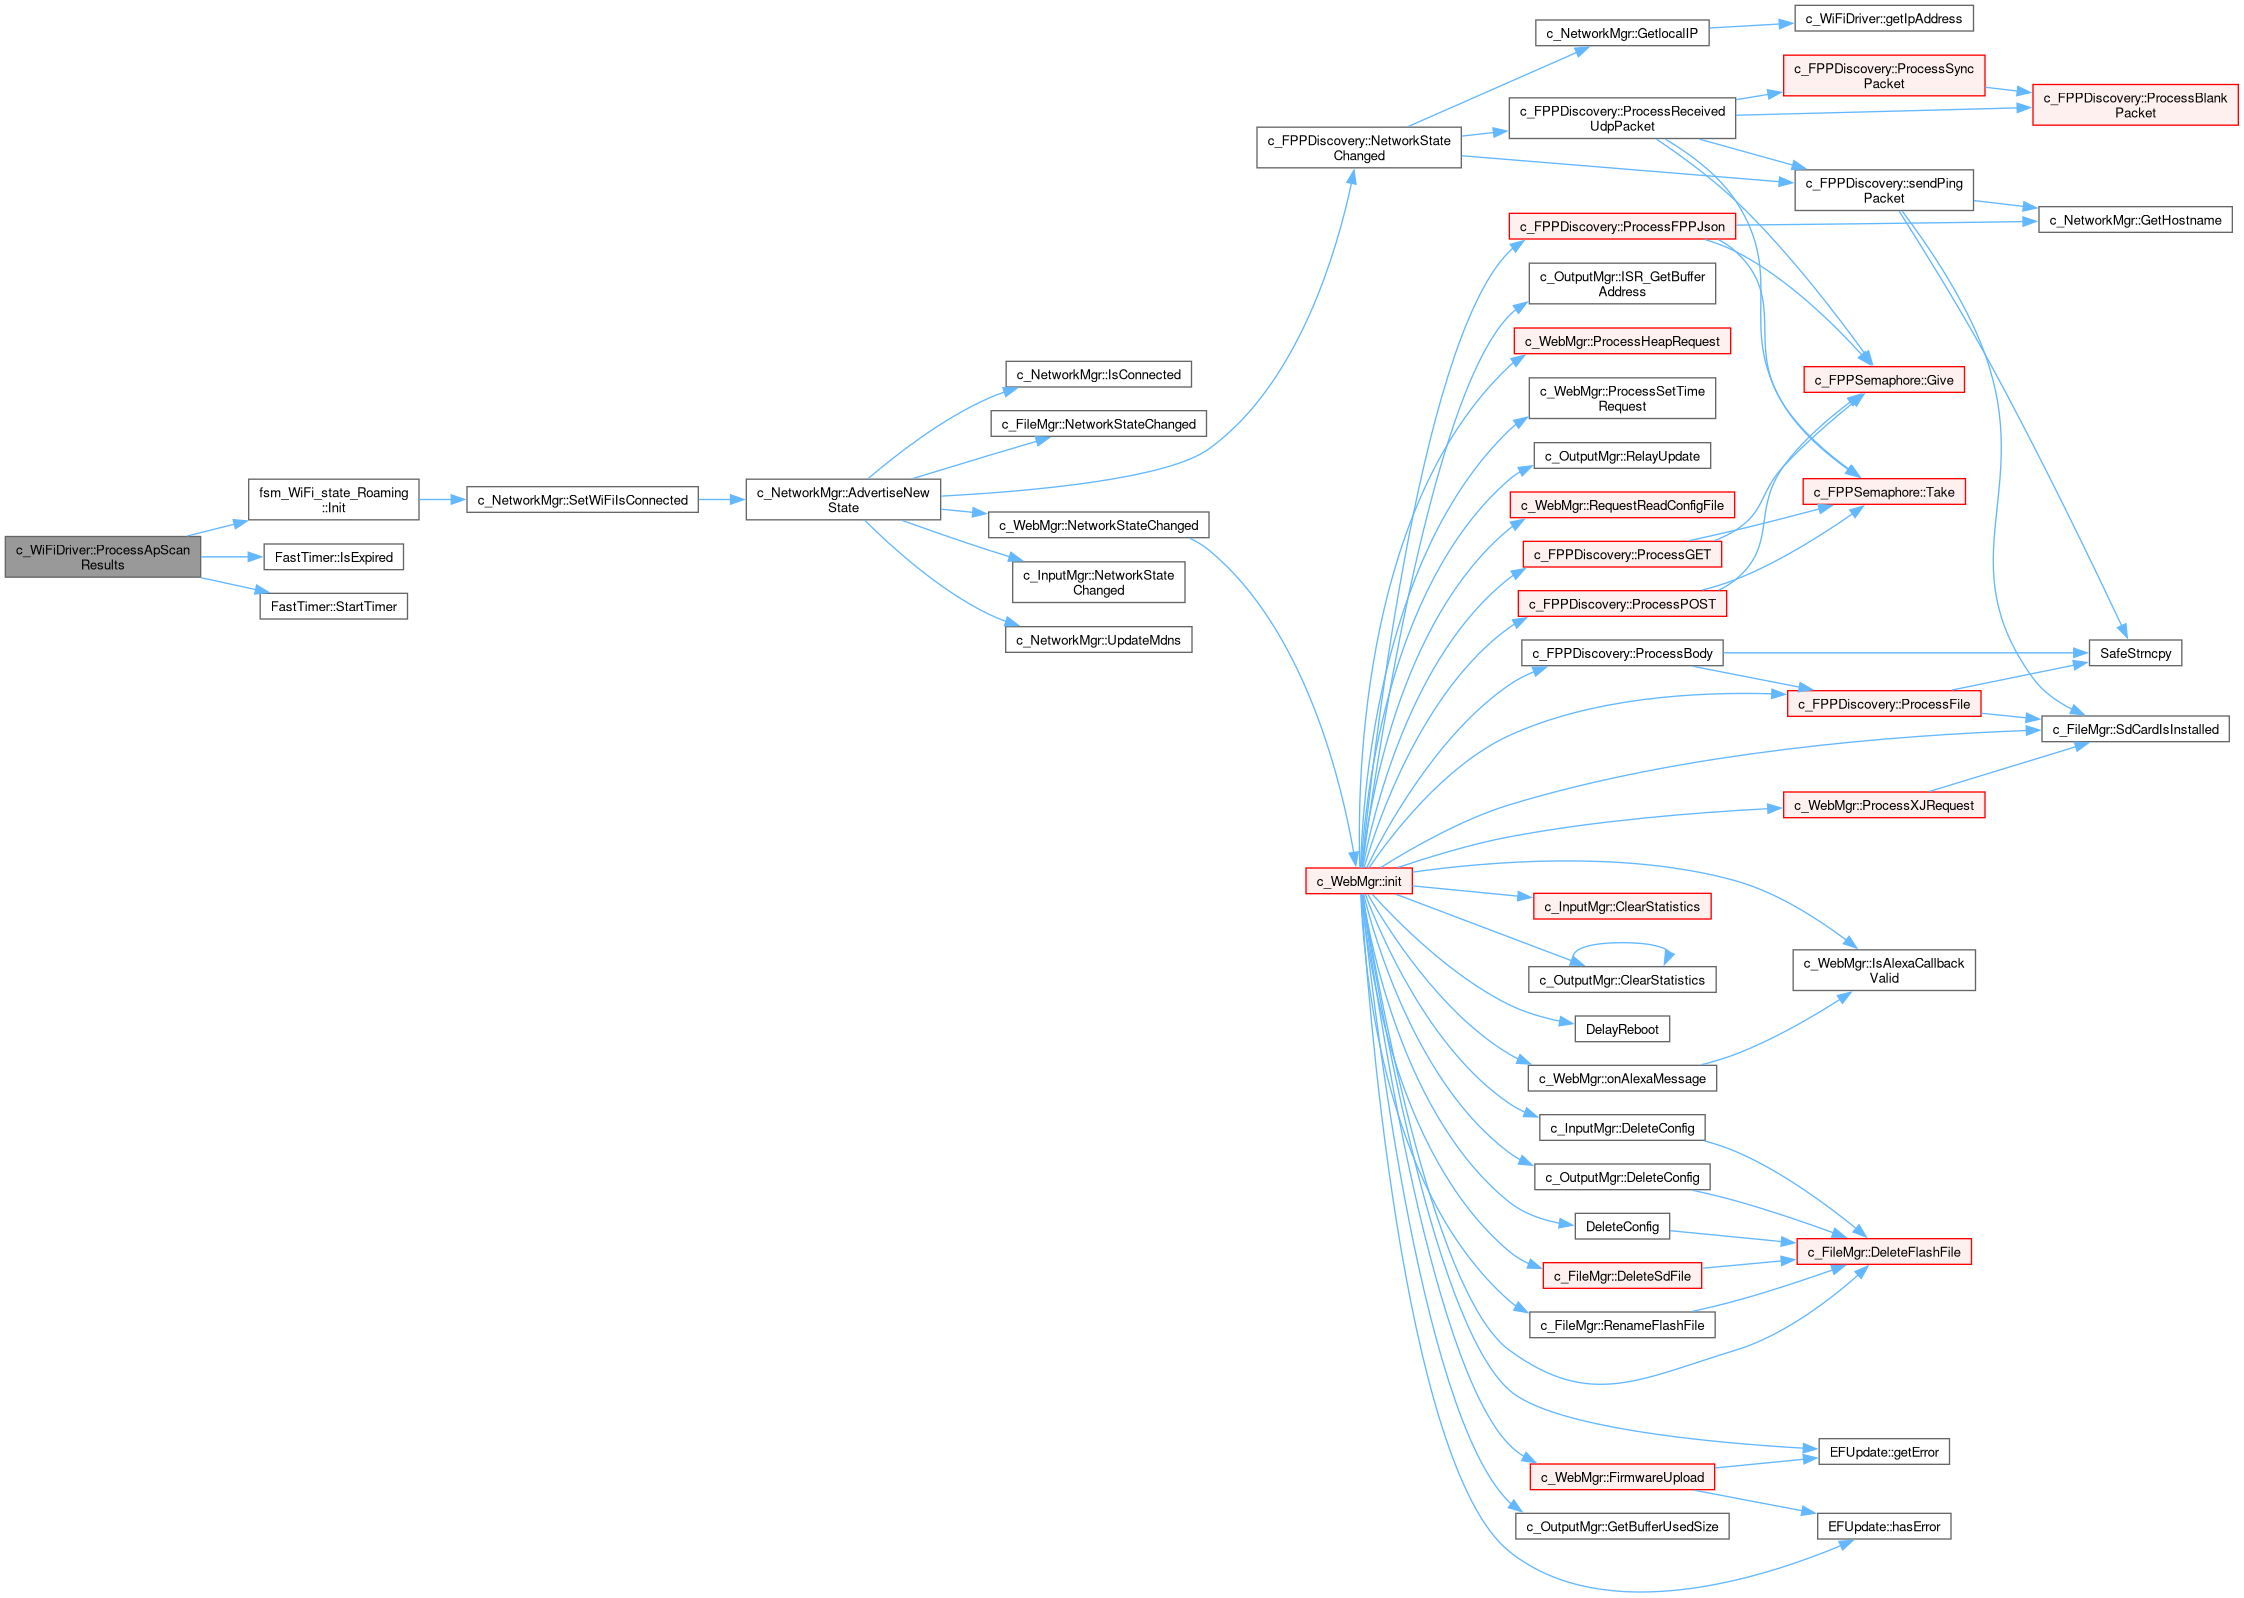 c_WiFiDriver::ProcessApScan
Results
fsm_WiFi_state_Roaming
::Init
FastTimer::IsExpired
FastTimer::StartTimer
c_NetworkMgr::SetWiFiIsConnected
c_NetworkMgr::AdvertiseNew
State
c_NetworkMgr::IsConnected
c_FileMgr::NetworkStateChanged
c_WebMgr::NetworkStateChanged
c_InputMgr::NetworkState
Changed
c_NetworkMgr::UpdateMdns
c_FPPDiscovery::NetworkState
Changed
c_WebMgr::init
c_NetworkMgr::GetlocalIP
c_FPPDiscovery::ProcessReceived
UdpPacket
c_FPPDiscovery::ProcessFPPJson
c_OutputMgr::ISR_GetBuffer
Address
c_WebMgr::ProcessHeapRequest
c_WebMgr::ProcessSetTime
Request
c_OutputMgr::RelayUpdate
c_WebMgr::RequestReadConfigFile
c_FPPDiscovery::ProcessGET
c_FPPDiscovery::ProcessPOST
c_FPPDiscovery::ProcessBody
c_InputMgr::ClearStatistics
c_OutputMgr::ClearStatistics
DelayReboot
c_WebMgr::onAlexaMessage
c_InputMgr::DeleteConfig
c_OutputMgr::DeleteConfig
DeleteConfig
c_FileMgr::DeleteSdFile
c_FileMgr::RenameFlashFile
c_WebMgr::FirmwareUpload
c_OutputMgr::GetBufferUsedSize
c_WiFiDriver::getIpAddress
c_FPPDiscovery::ProcessSync
Packet
c_FPPDiscovery::sendPing
Packet
c_FPPSemaphore::Give
c_FPPSemaphore::Take
c_FPPDiscovery::ProcessFile
c_WebMgr::ProcessXJRequest
c_WebMgr::IsAlexaCallback
Valid
c_FileMgr::DeleteFlashFile
EFUpdate::getError
EFUpdate::hasError
c_FPPDiscovery::ProcessBlank
Packet
c_NetworkMgr::GetHostname
SafeStrncpy
c_FileMgr::SdCardIsInstalled